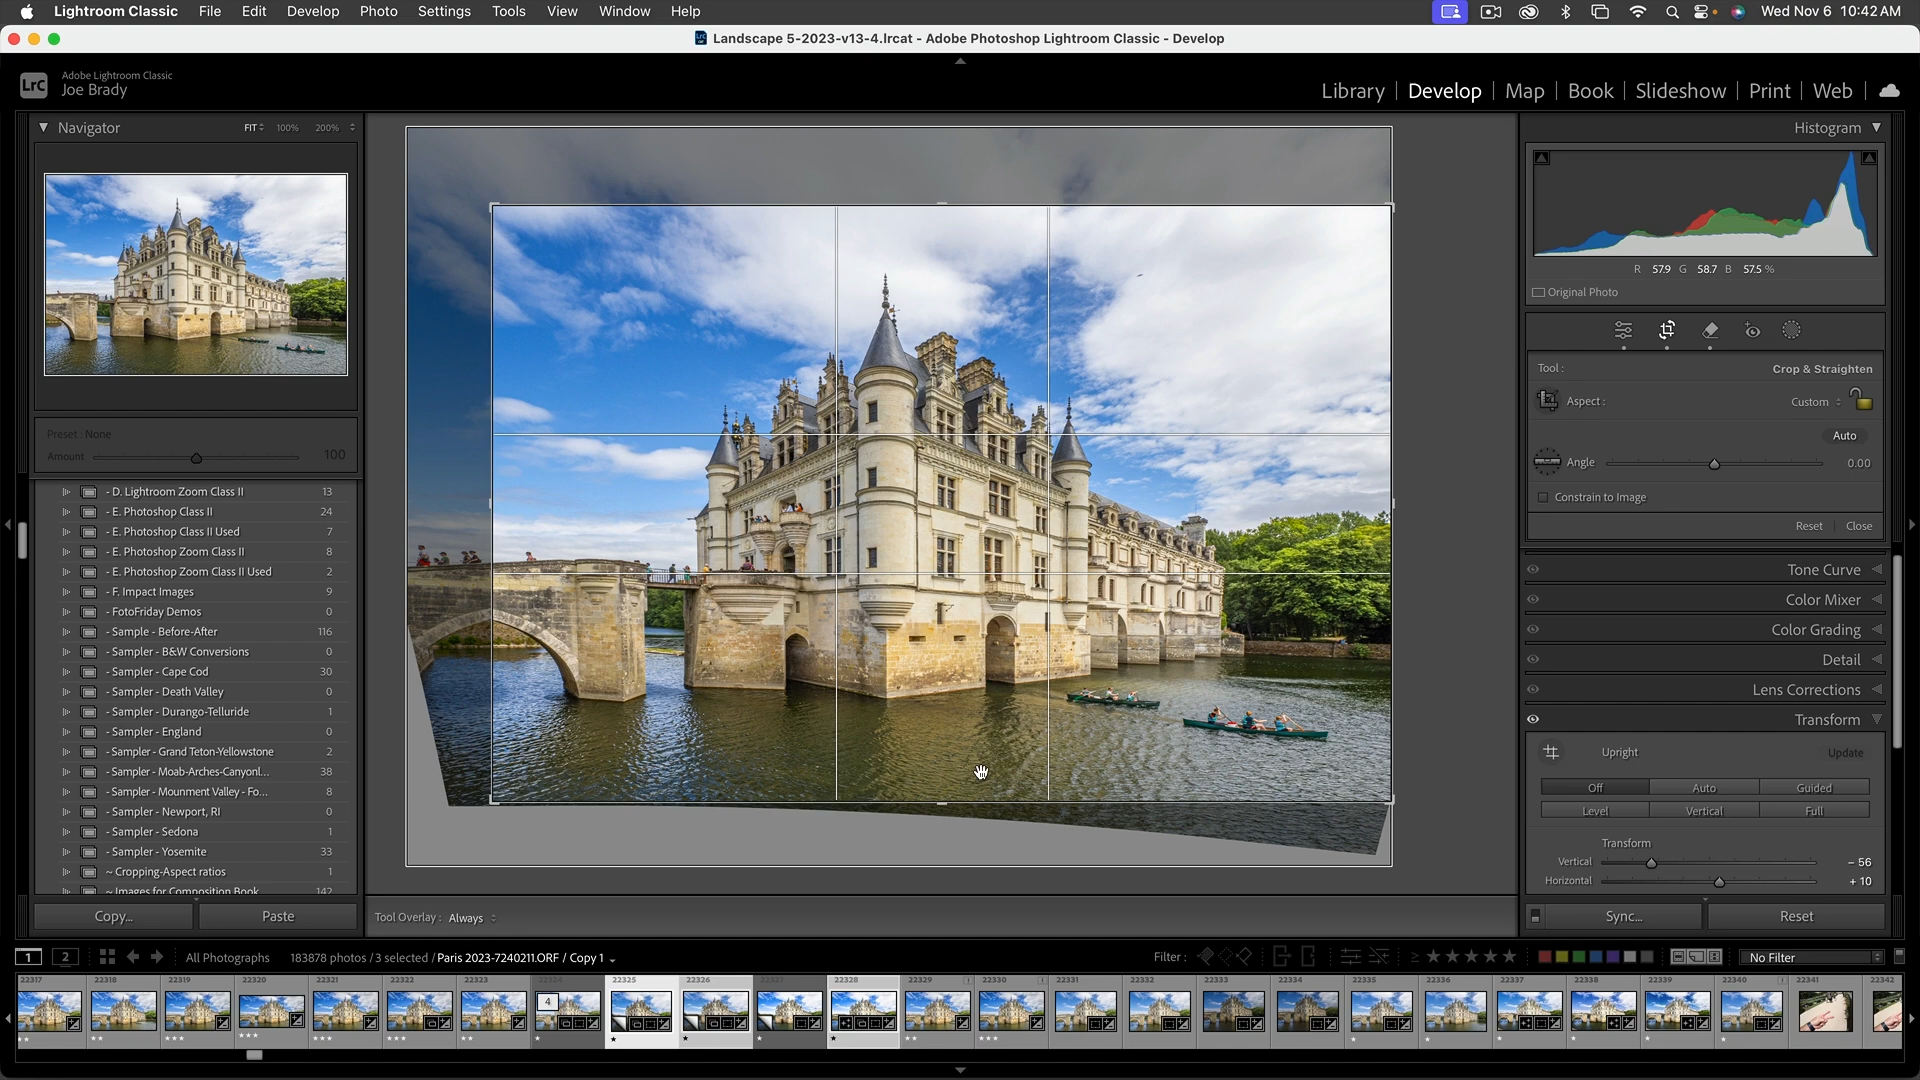 Lightroom Classic File Edit Develop Photo Settings Tools View Window Help Wed Nov 6 10:42 AM
Landscape 5-2023-v13-4.lrcat - Adobe Photoshop Lightroom Classic - Develop
LrC Adobe Lightroom Classic
Joe Brady
Library | Develop | Map | Book | Slideshow | Print | Web
Navigator FIT 100% 200%
Preset : None
Amount 100
- D. Lightroom Zoom Class II 13
- E. Photoshop Class II 24
- E. Photoshop Class II Used 7
- E. Photoshop Zoom Class II 8
- E. Photoshop Zoom Class II Used 2
- F. Impact Images 9
- FotoFriday Demos 0
- Sample - Before-After 116
- Sampler - B&W Conversions 0
- Sampler - Cape Cod 30
- Sampler - Death Valley 0
- Sampler - Durango-Telluride 1
- Sampler - England 0
- Sampler - Grand Teton-Yellowstone 2
- Sampler - Moab-Arches-Canyonl... 38
- Sampler - Mounment Valley - Fo... 8
- Sampler - Newport, RI 0
- Sampler - Sedona 1
- Sampler - Yosemite 33
~ Cropping-Aspect ratios 1
~ Images for Composition Book 142
Copy... Paste
Tool Overlay : Always
Histogram
R 57.9 G 58.7 B 57.5 %
Original Photo
Tool : Crop & Straighten
Aspect : Custom
Auto
Angle 0.00
Constrain to Image
Reset Close
Tone Curve
Color Mixer
Color Grading
Detail
Lens Corrections
Transform
Upright Update
Off Auto Guided
Level Vertical Full
Transform
Vertical - 56
Horizontal + 10
Sync... Reset
1 2 All Photographs 183878 photos / 3 selected / Paris 2023-7240211.ORF / Copy 1 Filter : ≥ ★★★★★ No Filter
22317 22318 22319 22320 22321 22322 22323 22325 22326 22328 22329 22330 22331 22332 22333 22334 22335 22336 22337 22338 22339 22340 22341 22342
4